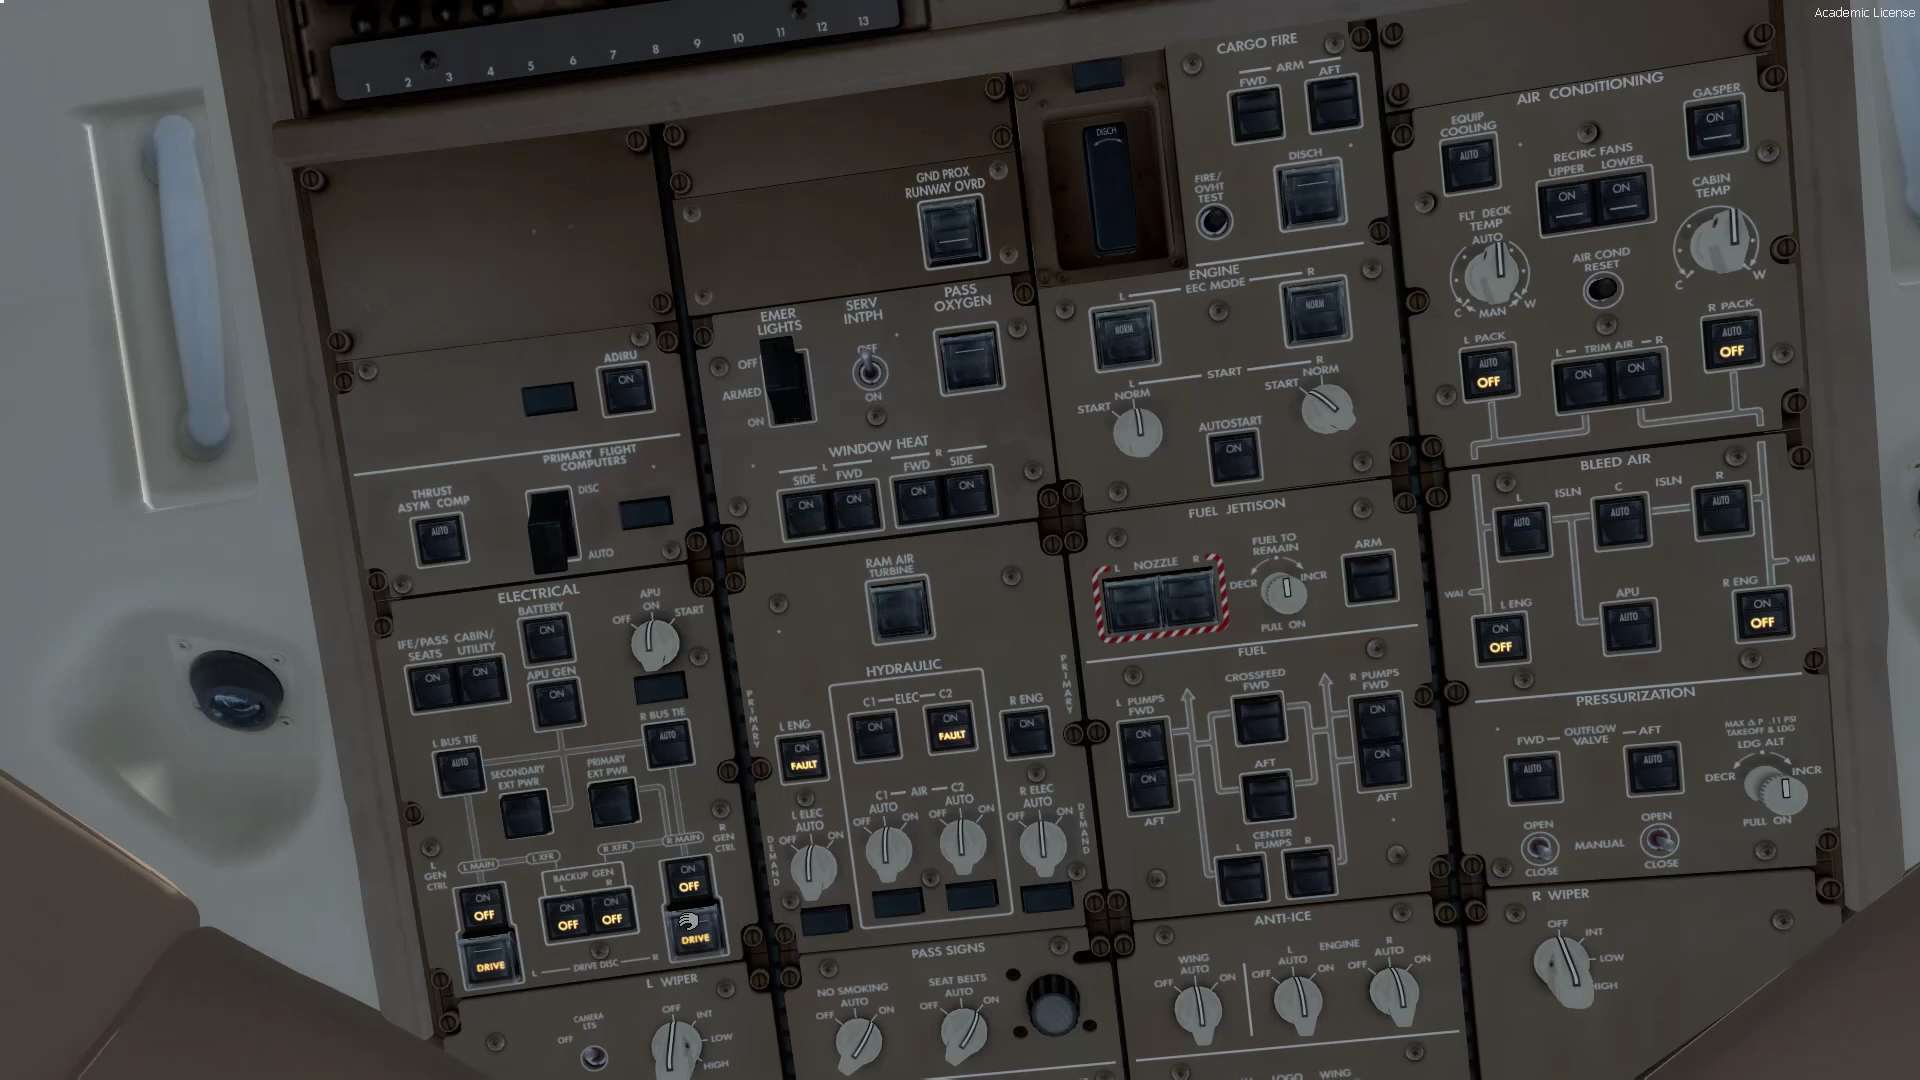 Academic License
1 2 3 4 5 6 7 8 9 10 11 12 13
CARGO FIRE
ARM
FWD AFT
DISCH
DISCH
FIRE/
OVHT
TEST
AIR CONDITIONING
EQUIP
COOLING
AUTO
GASPER
ON
RECIRC FANS
UPPER LOWER
ON ON
FLT DECK
TEMP
AUTO
C MAN W
CABIN
TEMP
C W
AIR COND
RESET
L PACK
AUTO
OFF
L TRIM AIR R
ON ON
R PACK
AUTO
OFF
GND PROX
RUNWAY OVRD
ADIRU
ON
EMER
LIGHTS
OFF
ARMED
ON
SERV
INTPH
OFF
ON
PASS
OXYGEN
ENGINE
L EEC MODE R
NORM NORM
L START R
START NORM
START NORM
AUTOSTART
ON
PRIMARY FLIGHT
COMPUTERS
DISC
AUTO
THRUST
ASYM COMP
AUTO
WINDOW HEAT
L R
SIDE FWD FWD SIDE
ON ON ON ON
BLEED AIR
L ISLN C ISLN R
AUTO AUTO AUTO
WAI WAI
L ENG
ON
OFF
APU
AUTO
R ENG
ON
OFF
FUEL JETTISON
L NOZZLE R
FUEL TO
REMAIN
DECR INCR
PULL ON
ARM
ELECTRICAL
BATTERY
ON
APU
OFF ON START
IFE/PASS
SEATS
CABIN/
UTILITY
ON ON
APU GEN
ON
L BUS TIE
AUTO
R BUS TIE
AUTO
SECONDARY
EXT PWR
PRIMARY
EXT PWR
L MAIN L XFR R XFR R MAIN
L
GEN
CTRL
ON
OFF
BACKUP GEN
L R
ON ON
OFF OFF
R
GEN
CTRL
ON
OFF
DRIVE
DRIVE
L DRIVE DISC R
RAM AIR
TURBINE
HYDRAULIC
PRIMARY
PRIMARY
L ENG
ON
FAULT
C1 ELEC C2
ON ON
FAULT
R ENG
ON
DEMAND
DEMAND
L ELEC
AUTO
OFF ON
C1 AIR C2
AUTO AUTO
OFF ON OFF ON
R ELEC
AUTO
OFF ON
FUEL
L PUMPS
FWD
ON
ON
AFT
CROSSFEED
FWD
AFT
R PUMPS
FWD
ON
ON
AFT
CENTER
L PUMPS R
PRESSURIZATION
FWD OUTFLOW
VALVE AFT
AUTO AUTO
MAX Δ P .11 PSI
TAKEOFF & LDG
LDG ALT
DECR INCR
PULL ON
OPEN OPEN
MANUAL
CLOSE CLOSE
L WIPER
OFF
INT
LOW
HIGH
CAMERA
LTS
OFF
PASS SIGNS
NO SMOKING
AUTO
OFF ON
SEAT BELTS
AUTO
OFF ON
ANTI-ICE
WING
AUTO
OFF ON
ENGINE
L R
AUTO AUTO
OFF ON OFF ON
R WIPER
OFF
INT
LOW
HIGH
LOGO WING